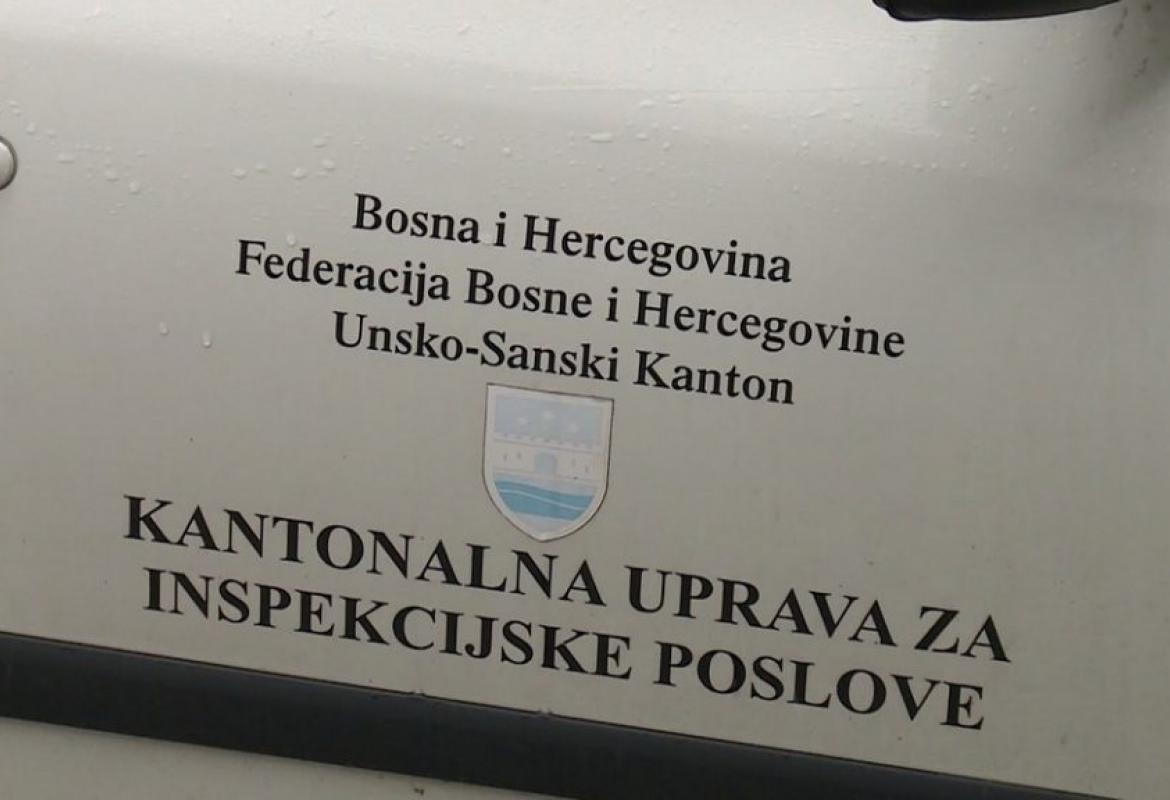 Bosna i Hercegovina
Federacija Bosne i Hercegovine
Unsko-Sanski Kanton
KANTONALNA UPRAVA ZA
INSPEKCIJSKE POSLOVE